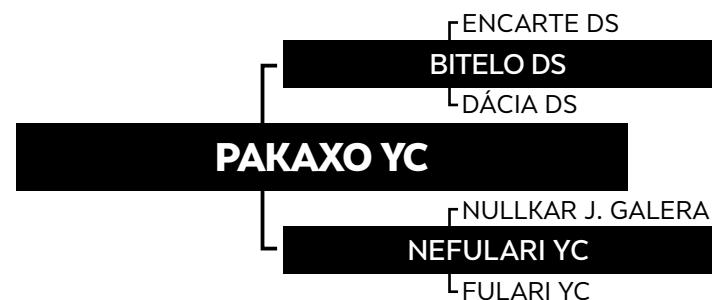 ENCARTE DS
BITELO DS
DÁCIA DS
PAKAXO YC
NULLKAR J. GALERA
NEFULARI YC
FULARI YC